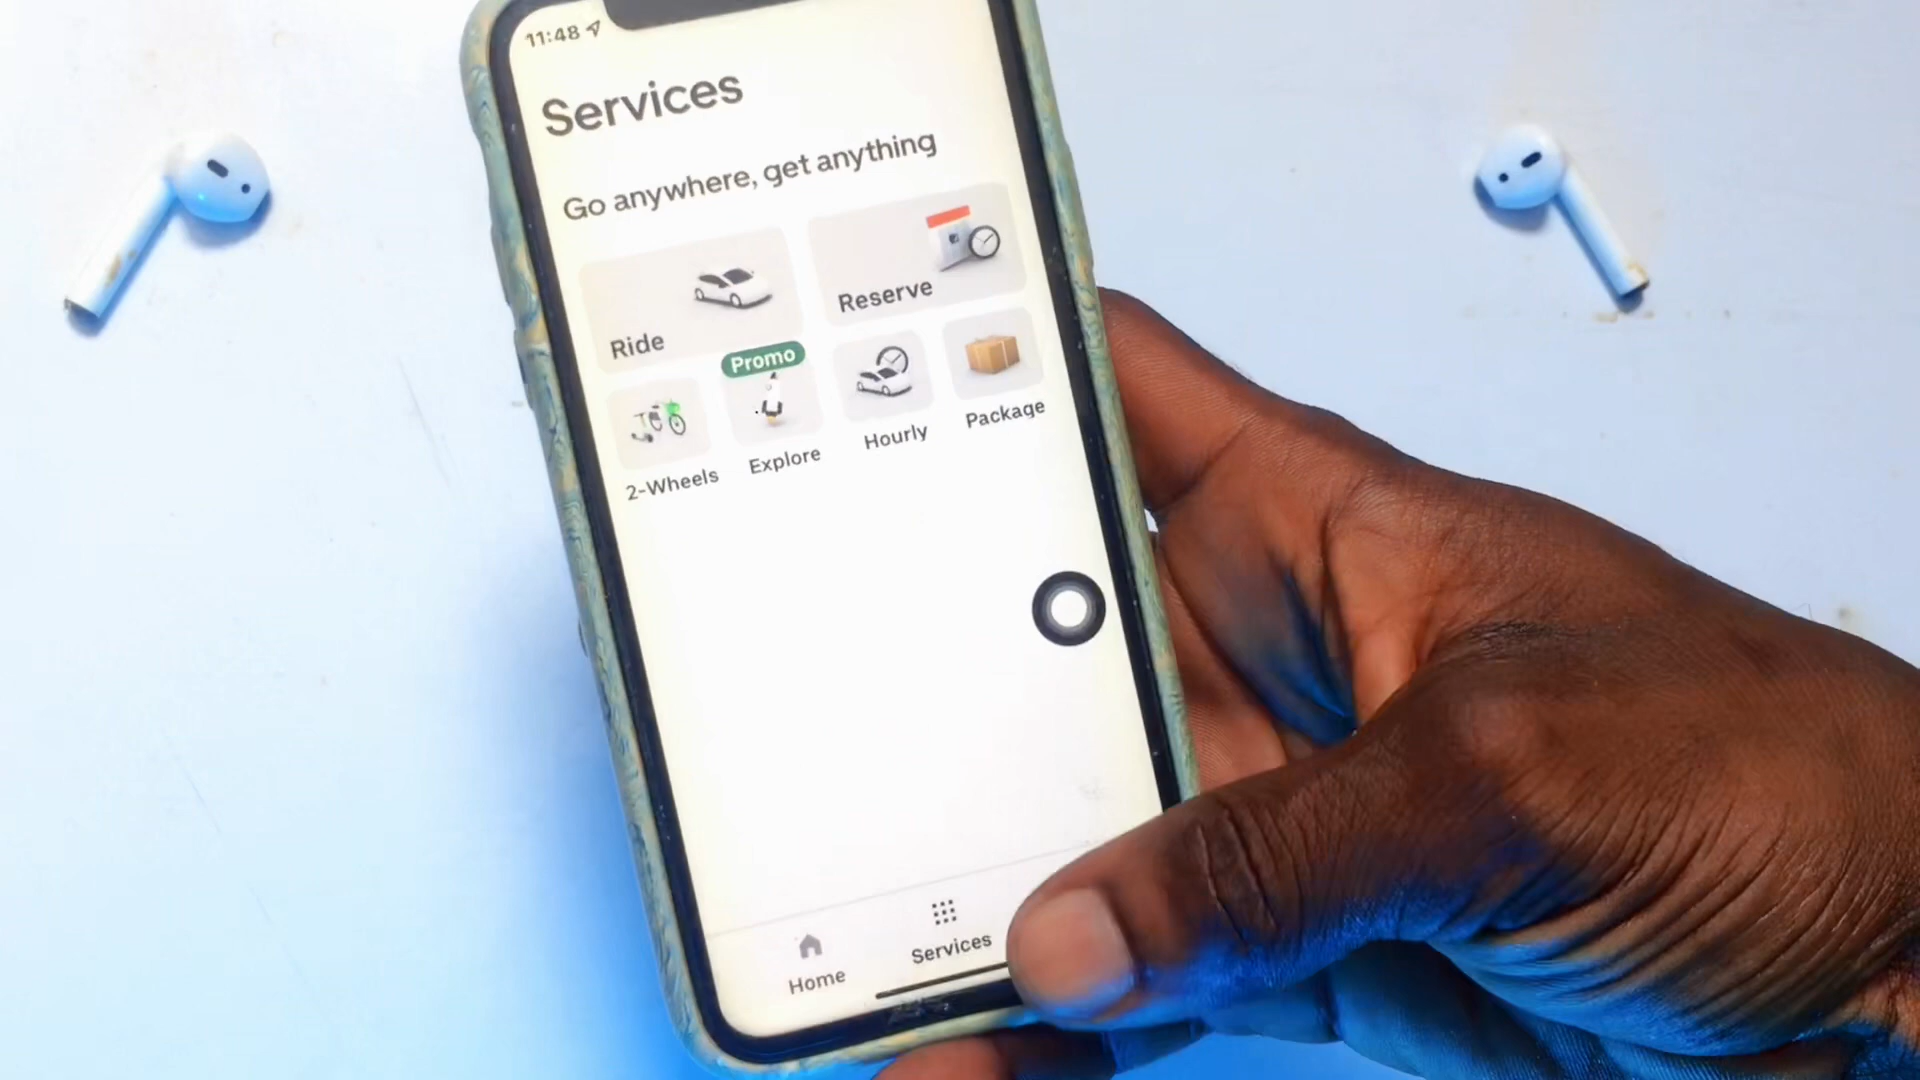 11:48
Services
Go anywhere, get anything
Ride
Reserve
Promo
2-Wheels
Explore
Hourly
Package
Home
Services